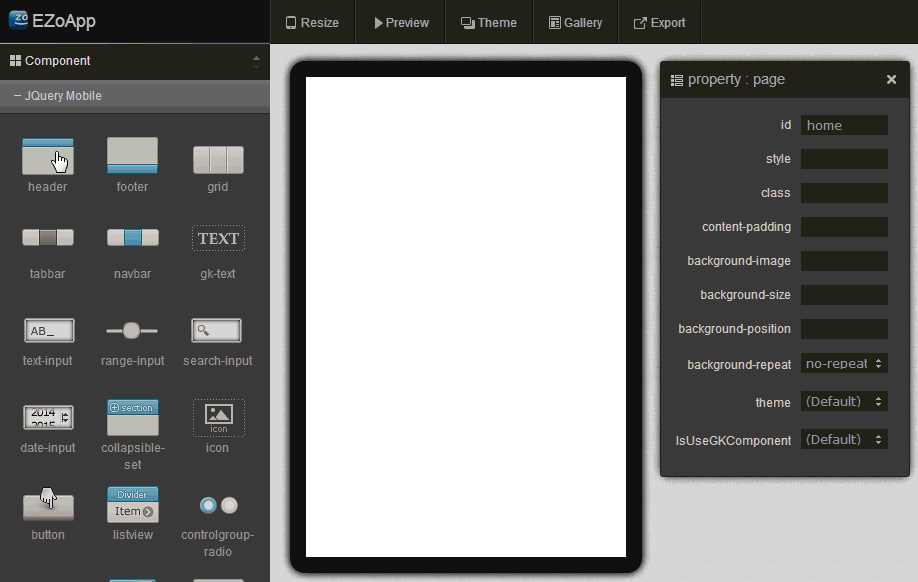 EZoApp
Resize
Preview
Theme
Gallery
Export
Component
− JQuery Mobile
header
footer
grid
tabbar
navbar
TEXT
gk-text
AB_
text-input
range-input
search-input
2014
2015
date-input
section
collapsible-
set
icon
icon
button
Divider
Item
listview
controlgroup-
radio
property : page
id
home
style
class
content-padding
background-image
background-size
background-position
background-repeat
no-repeat
theme
(Default)
IsUseGKComponent
(Default)